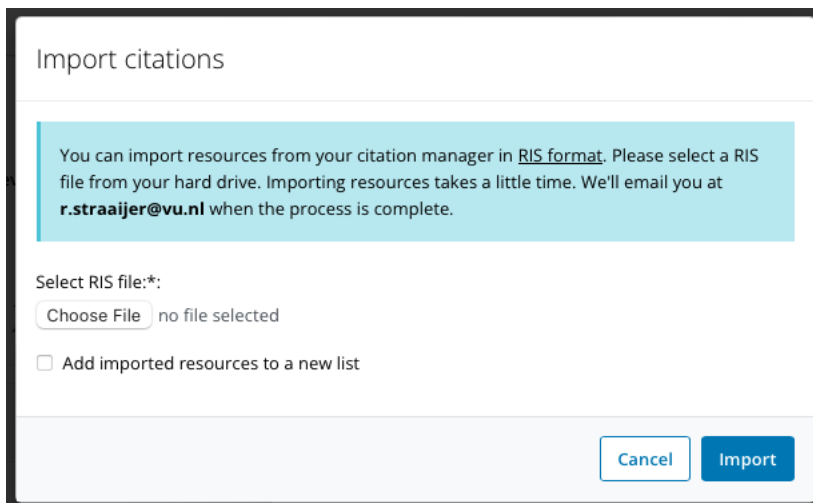 Import citations
You can import resources from your citation manager in RIS format. Please select a RIS
file from your hard drive. Importing resources takes a little time. We'll email you at
r.straaijer@vu.nl when the process is complete.
Select RIS file:*:
Choose File no file selected
Add imported resources to a new list
Cancel Import